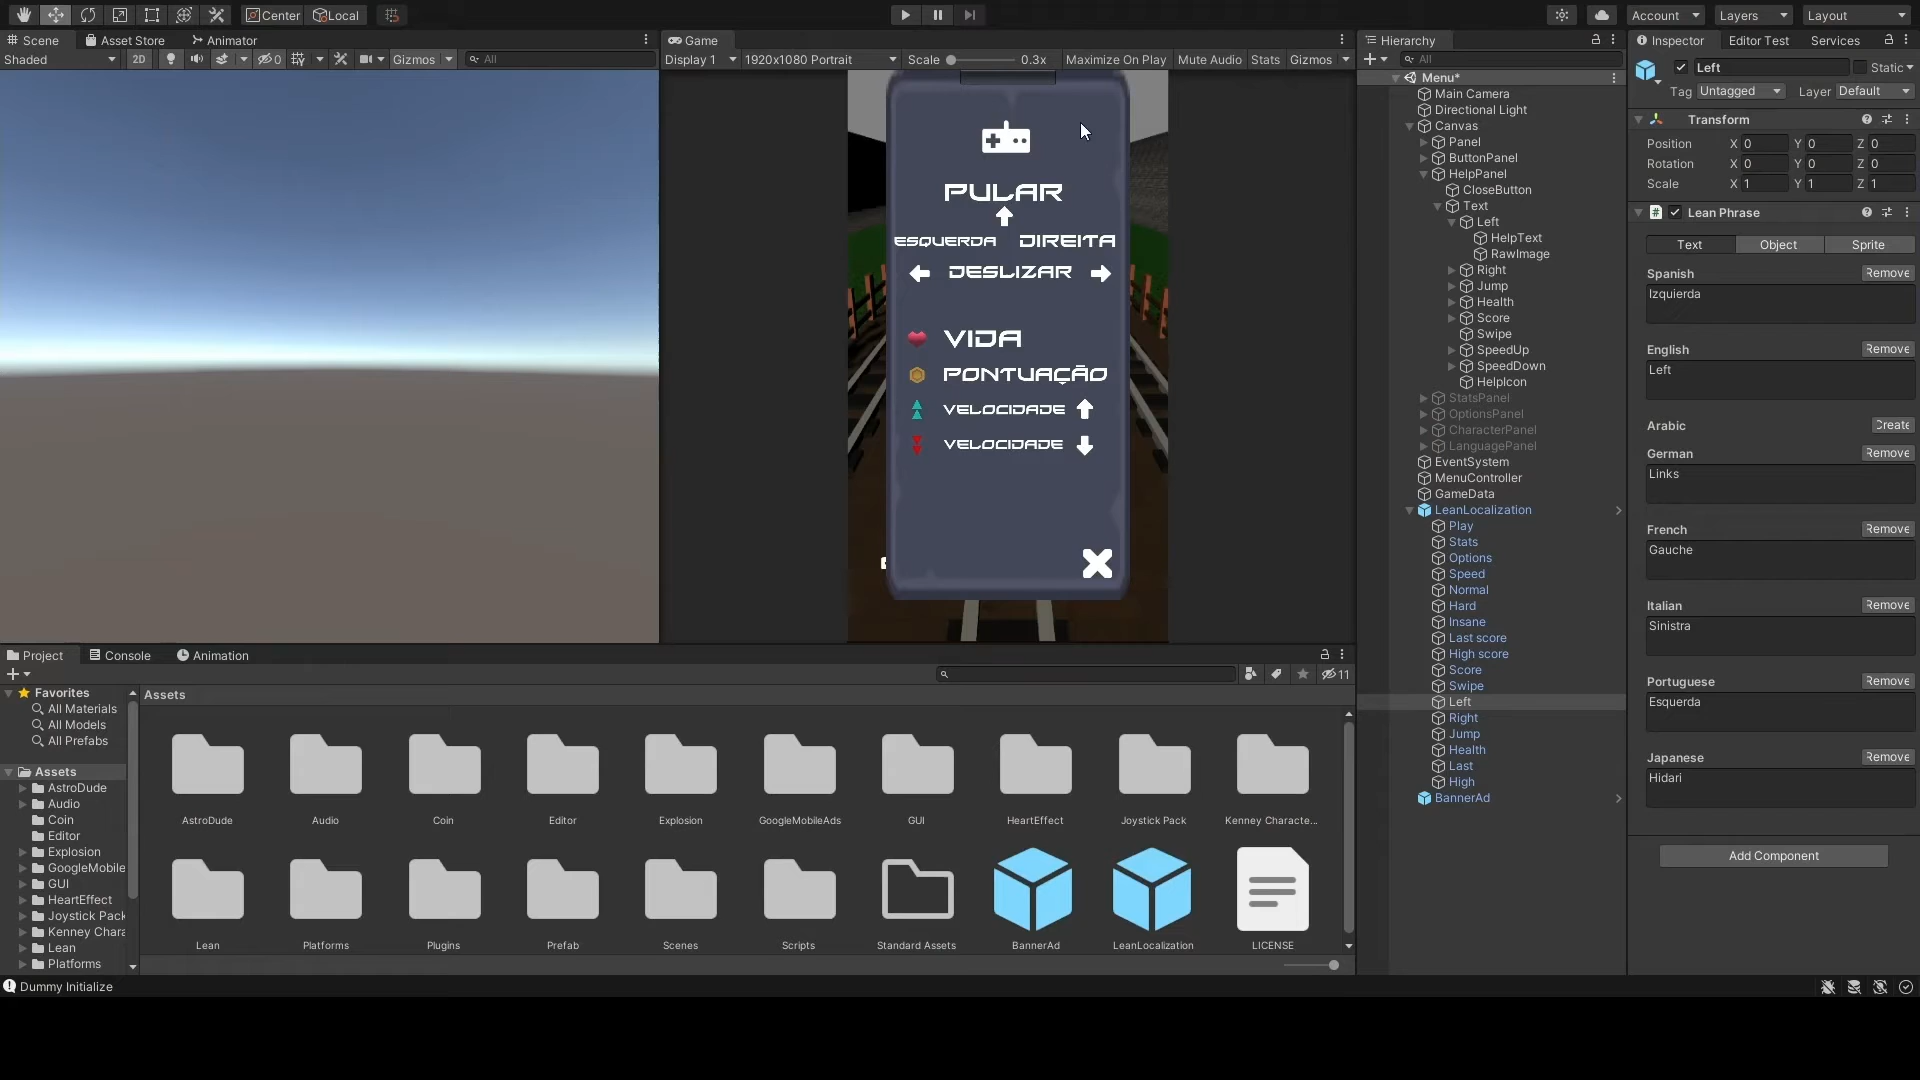 Center
Local
Account
Layers
Layout
Scene
Asset Store
Animator
Game
Hierarchy
Inspector
Editor Test
Services
Shaded
2D
0
Gizmos
All
Display 1
1920x1080 Portrait
Scale
0.3x
Maximize On Play
Mute Audio
Stats
Gizmos
All
PULAR
ESQUERDA
DIREITA
DESLIZAR
VIDA
PONTUAÇÃO
VELOCIDADE
VELOCIDADE
Menu*
Main Camera
Directional Light
Canvas
Panel
ButtonPanel
HelpPanel
CloseButton
Text
Left
HelpText
RawImage
Right
Jump
Health
Score
Swipe
SpeedUp
SpeedDown
HelpIcon
StatsPanel
OptionsPanel
CharacterPanel
LanguagePanel
EventSystem
MenuController
GameData
LeanLocalization
Play
Stats
Options
Speed
Normal
Hard
Insane
Last score
High score
Score
Swipe
Left
Right
Jump
Health
Last
High
BannerAd
Left
Static
Tag Untagged
Layer Default
Transform
Position X 0 Y 0 Z 0
Rotation X 0 Y 0 Z 0
Scale X 1 Y 1 Z 1
# Lean Phrase
Text Object Sprite
Spanish Remove
Izquierda
English Remove
Left
Arabic Create
German Remove
Links
French Remove
Gauche
Italian Remove
Sinistra
Portuguese Remove
Esquerda
Japanese Remove
Hidari
Add Component
Project
Console
Animation
11
Favorites
All Materials
All Models
All Prefabs
Assets
AstroDude
Audio
Coin
Editor
Explosion
GoogleMobile
GUI
HeartEffect
Joystick Pack
Kenney Chara
Lean
Platforms
Assets
AstroDude
Audio
Coin
Editor
Explosion
GoogleMobileAds
GUI
HeartEffect
Joystick Pack
Kenney Characte...
Lean
Platforms
Plugins
Prefab
Scenes
Scripts
Standard Assets
BannerAd
LeanLocalization
LICENSE
Dummy Initialize